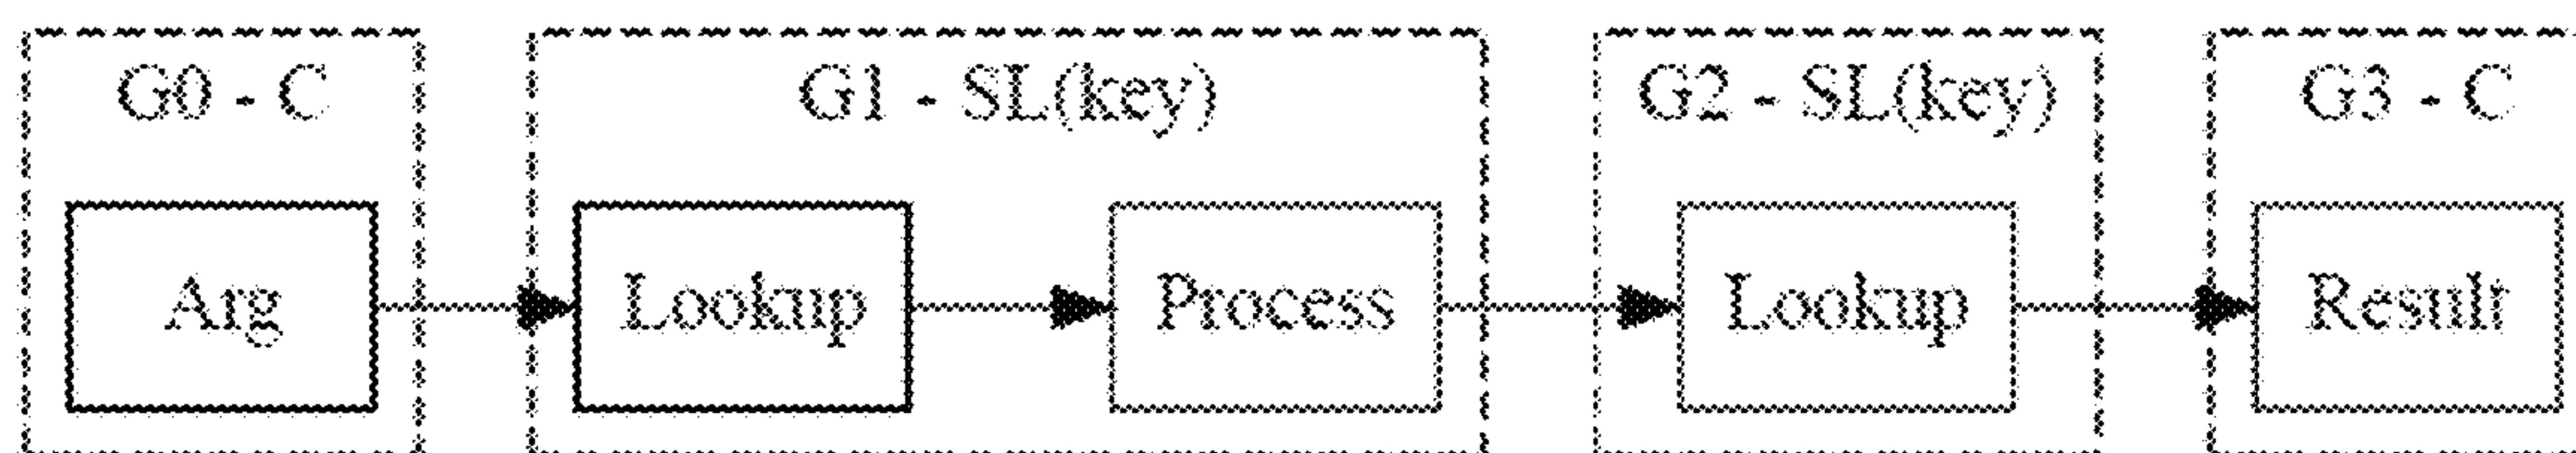 G0 - C
G1 - SL(key)
G2 - SL(key)
G3 - C
Arg
Lookup
Process
Lookup
Result